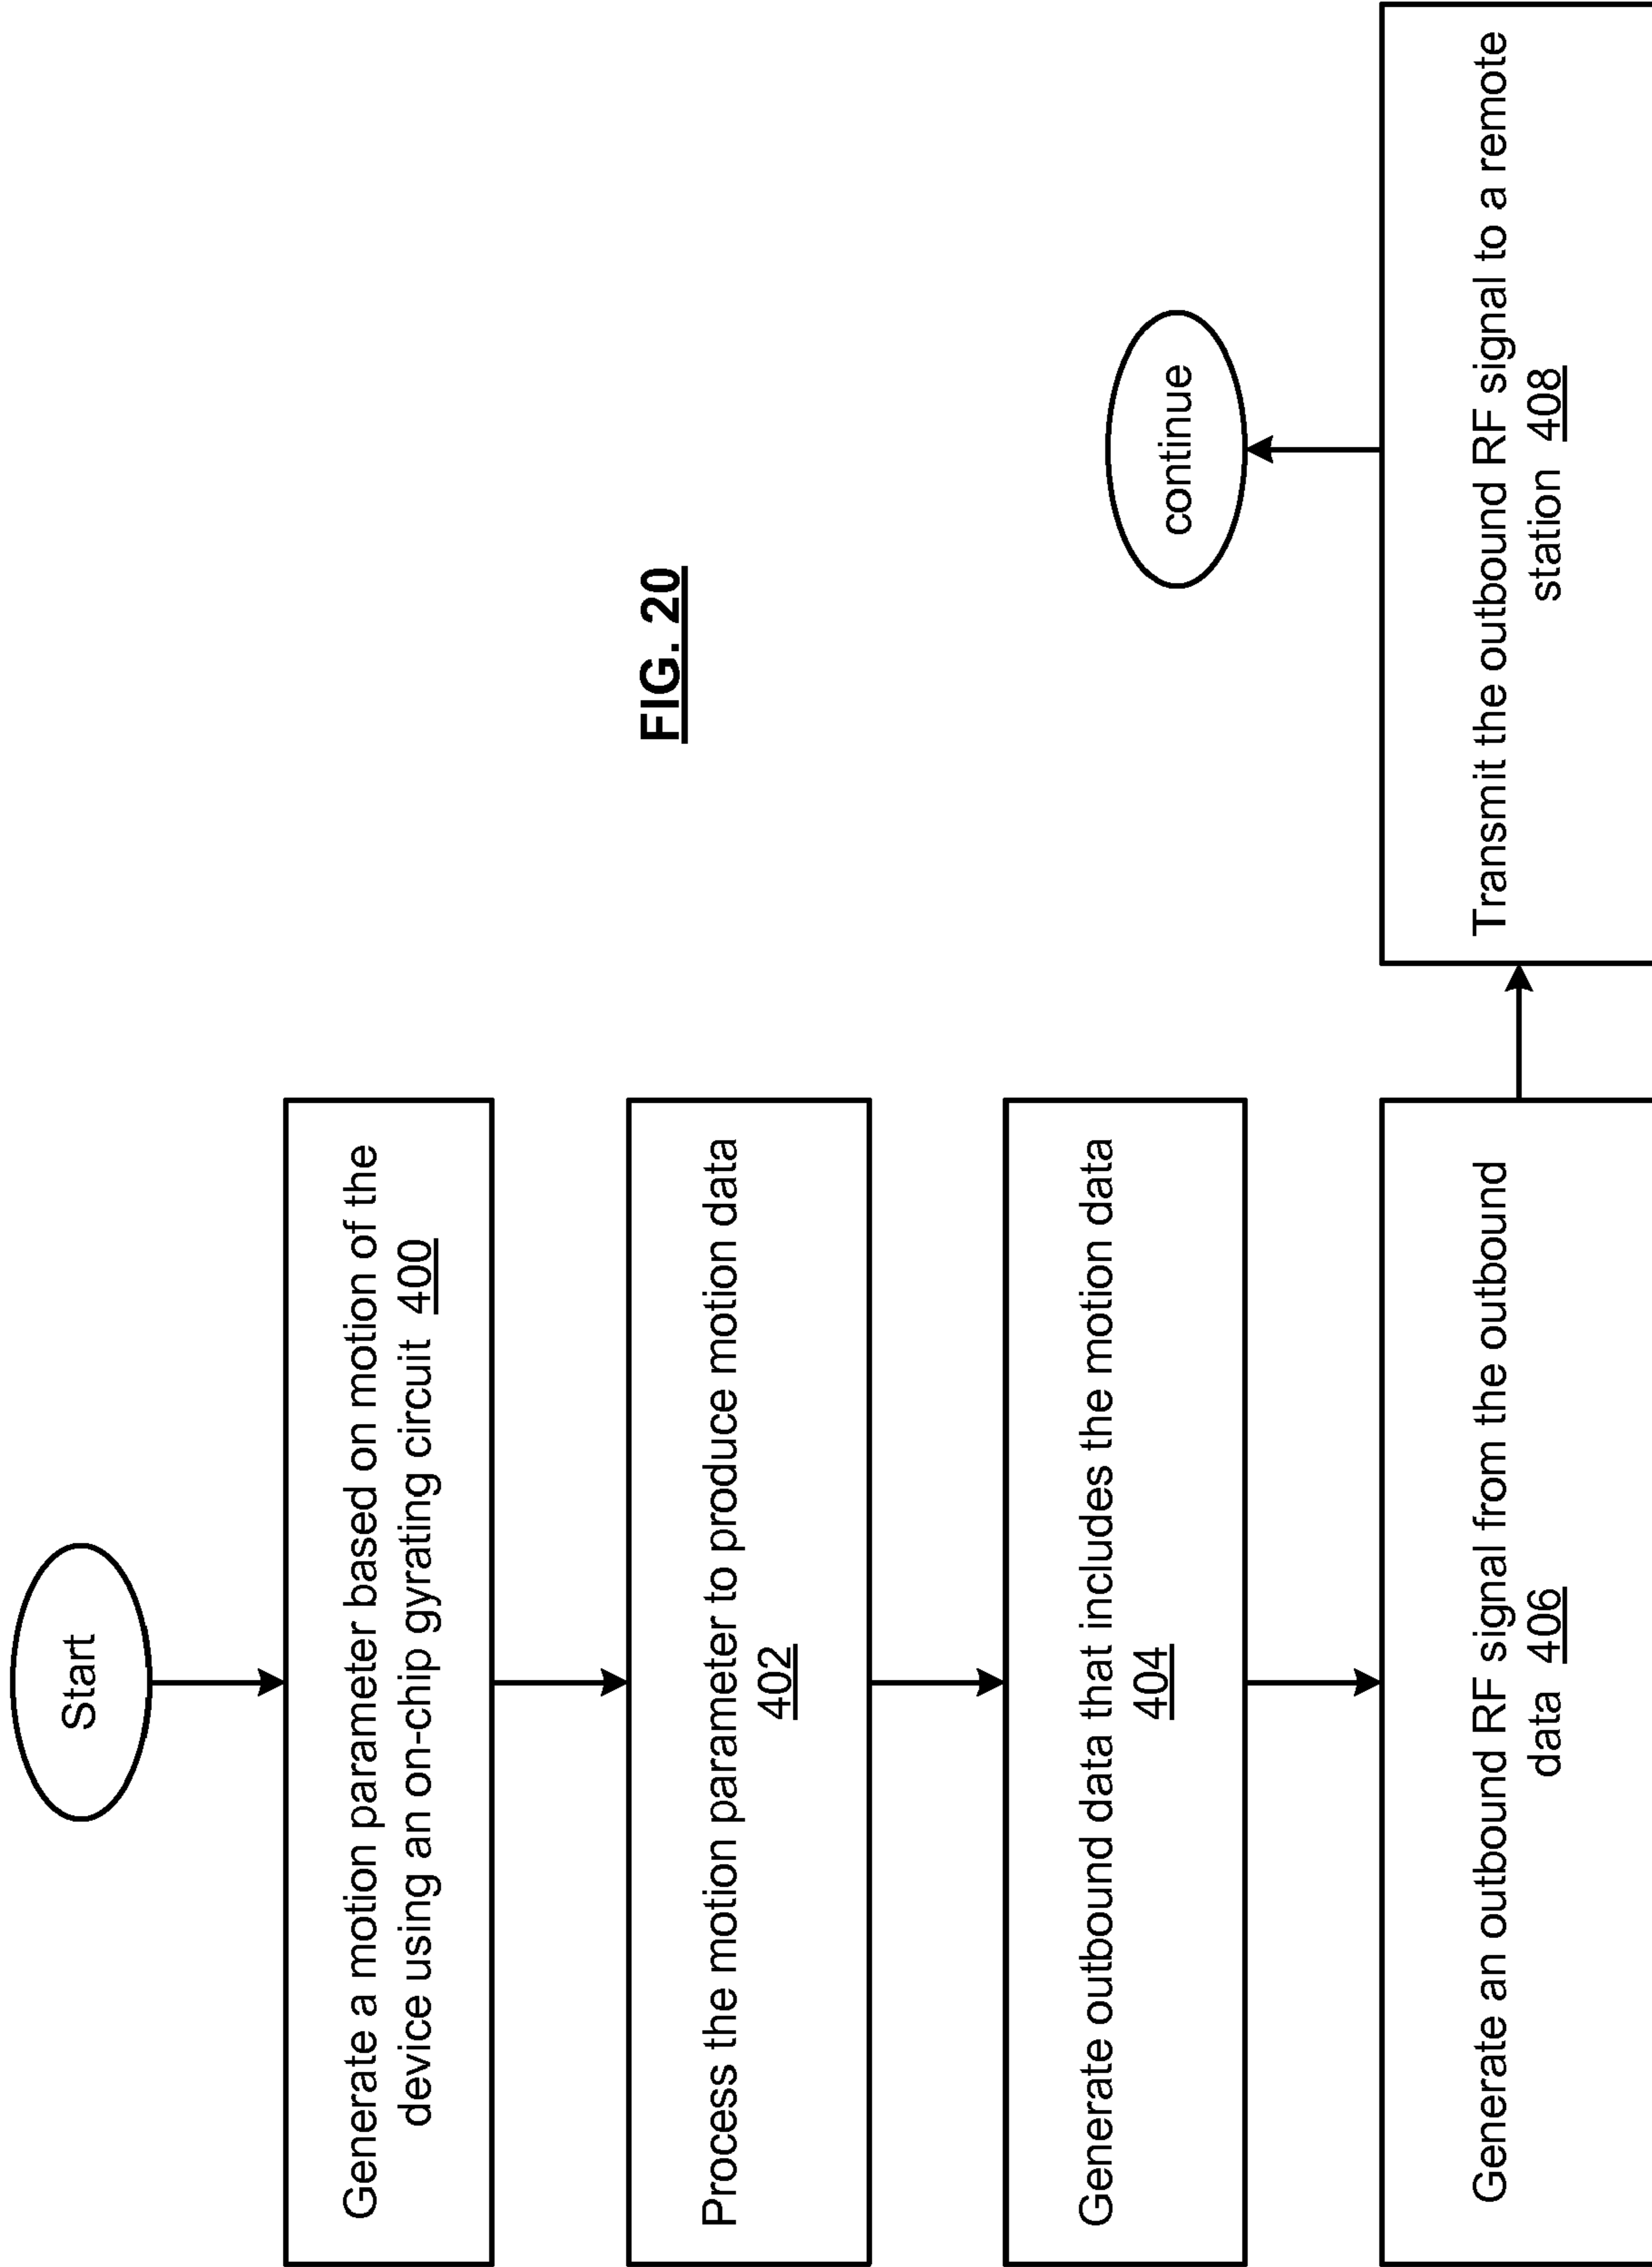 Start
Generate a motion parameter based on motion of the
device using an on-chip gyrating circuit 400
Process the motion parameter to produce motion data
402
Generate outbound data that includes the motion data
404
Generate an outbound RF signal from the outbound
data 406
Transmit the outbound RF signal to a remote
station 408
continue
FIG. 20